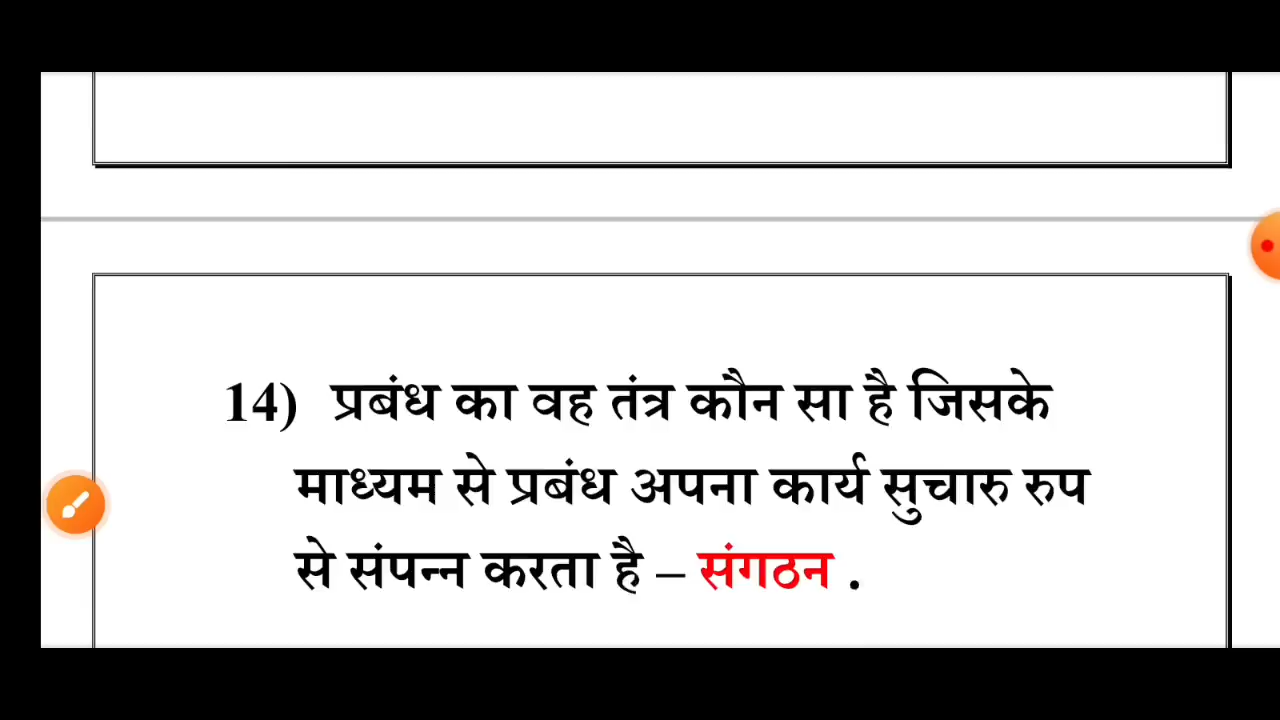 14) प्रबंध का वह तंत्र कौन सा है जिसके
माध्यम से प्रबंध अपना कार्य सुचारु रुप
से संपन्न करता है – संगठन .